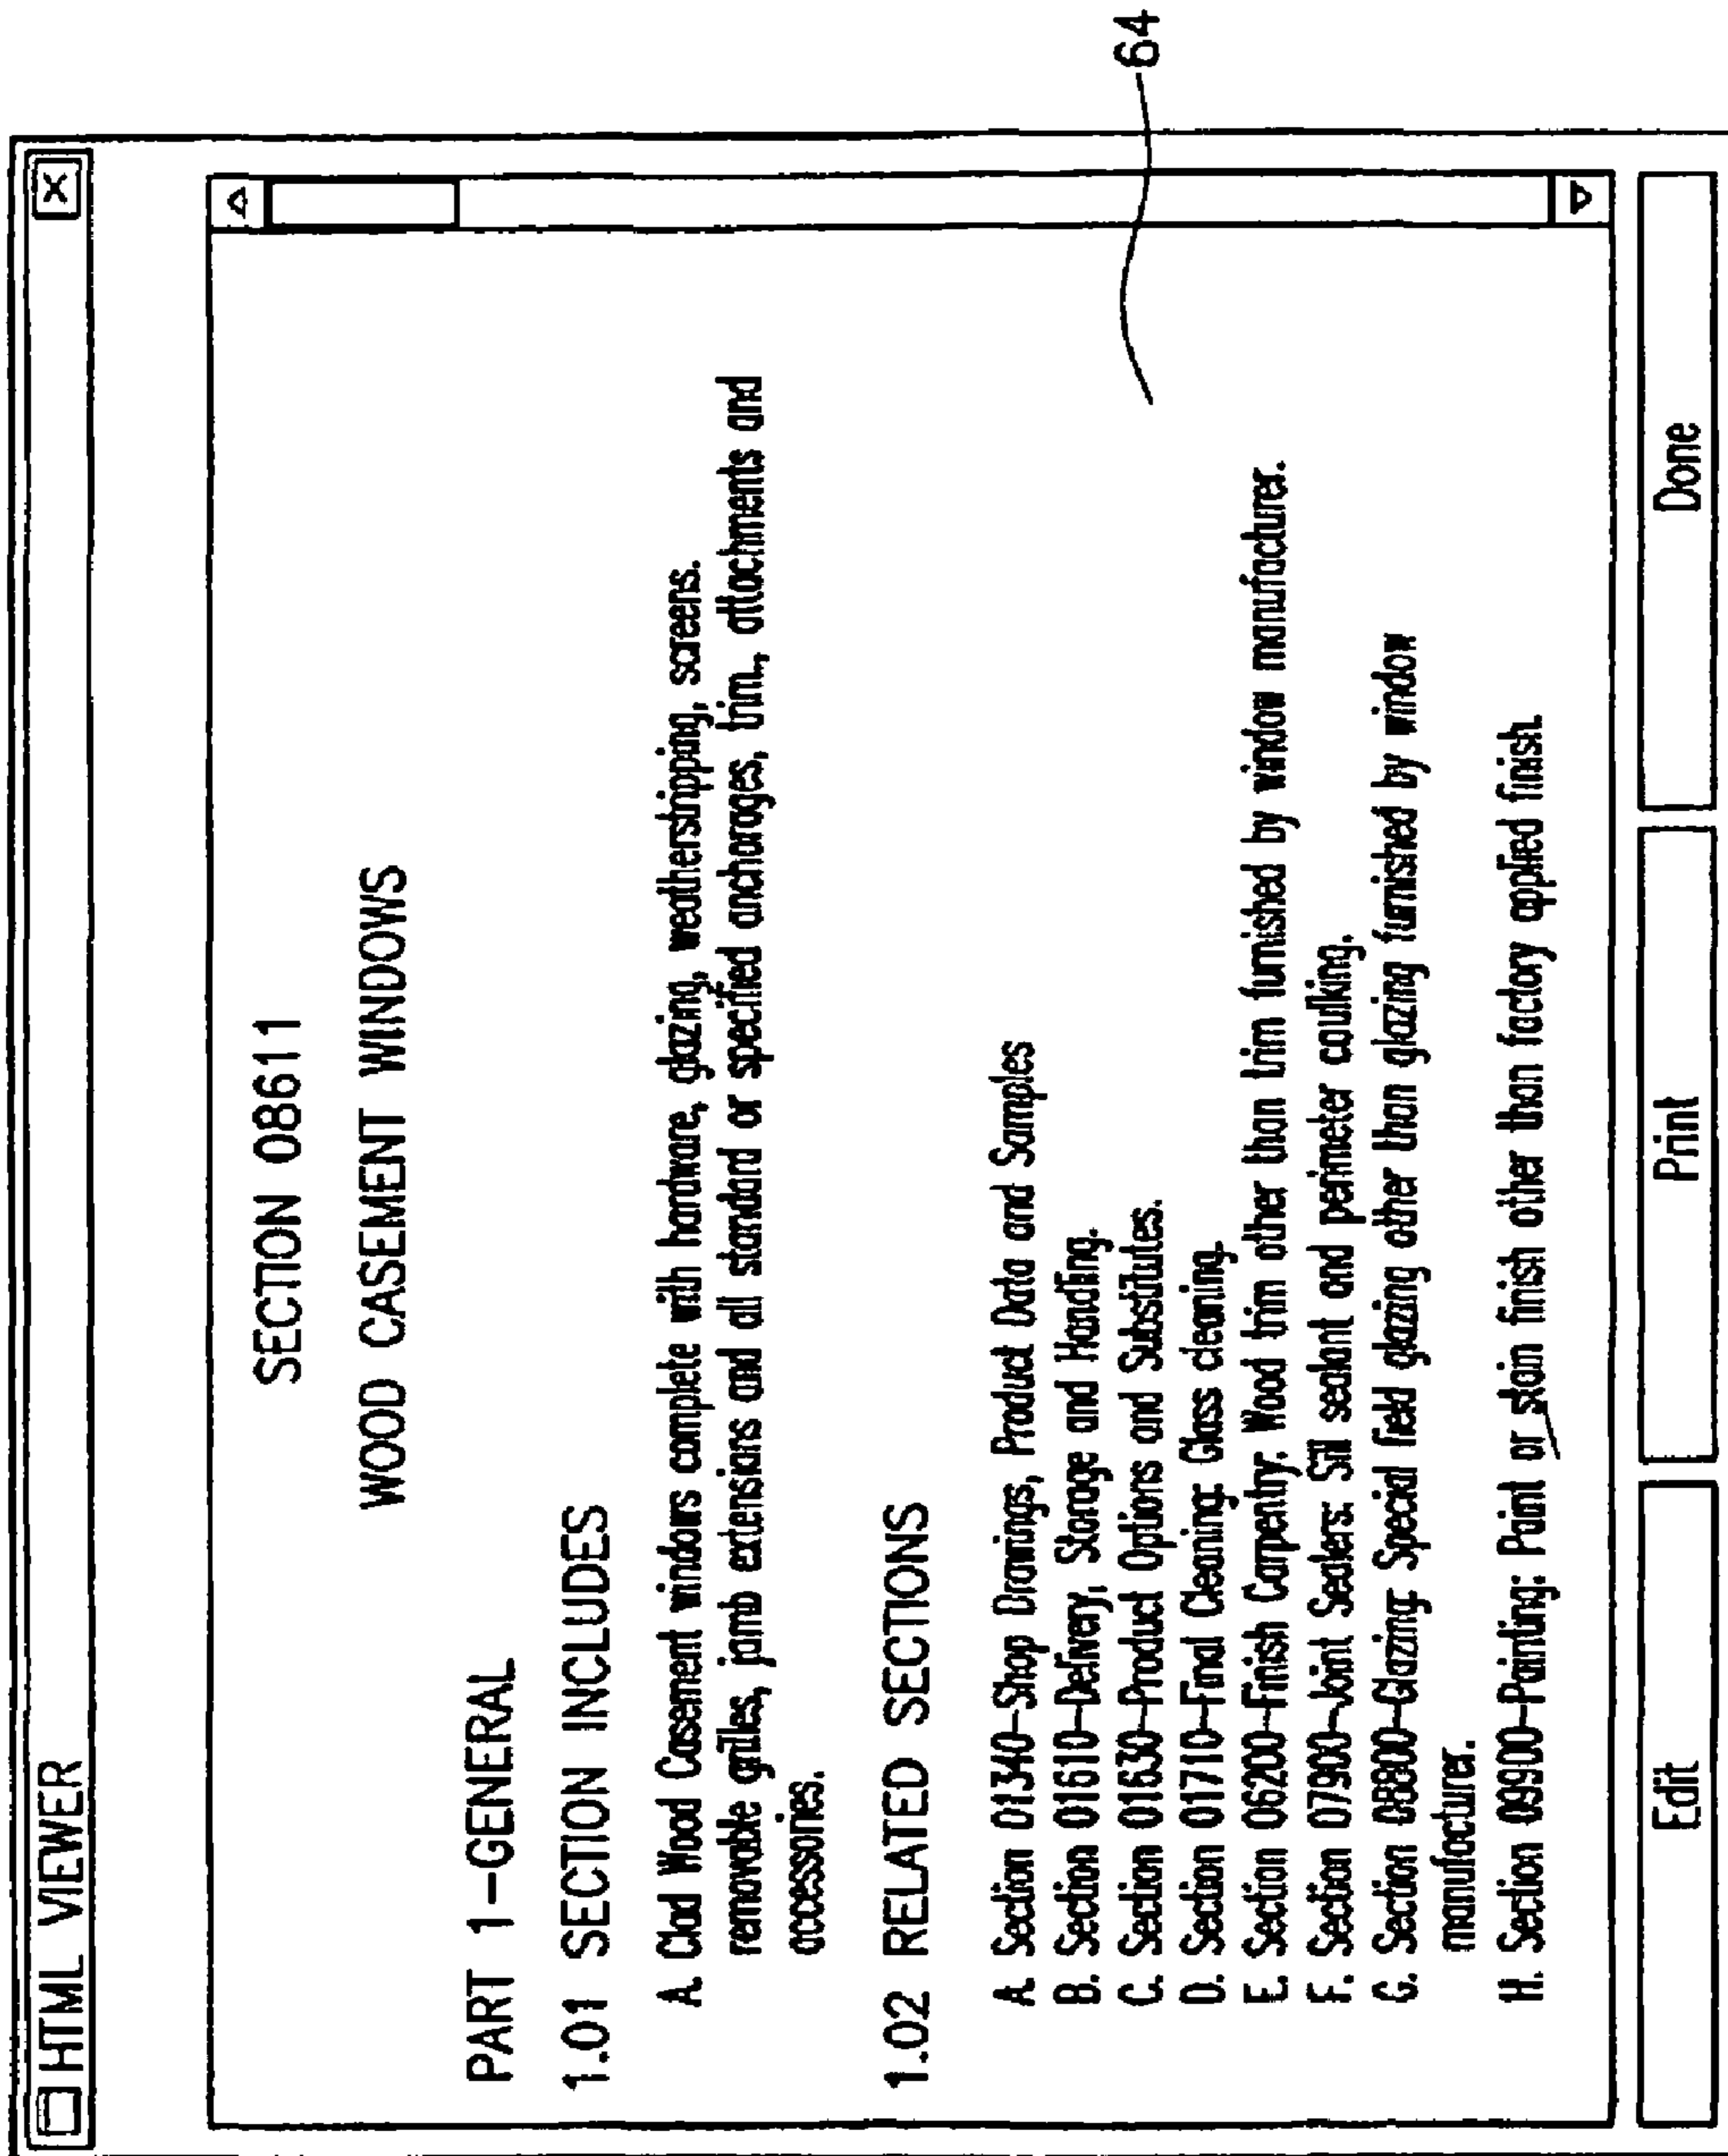 HTML VIEWER
X
SECTION 08611
WOOD CASEMENT WINDOWS
PART 1-GENERAL
1.01 SECTION INCLUDES
A. Clad Wood Casement windows complete with hardware, glazing, weatherstripping, screens.
removable grilles, jamb extensions and all standard or specified anchorages, trim., attachments and
accessories.
1.02 RELATED SECTIONS
A. Section 01340-Shop Drawings, Product Data and Samples
B. Section 01610-Delivery, Storage and Handling.
C. Section 01630-Product Options and Substitutes.
D. Section 01710-Final Cleaning: Glass cleaning.
E. Section 06200-Finish Carpentry: Wood trim other than trim furnished by window manufacturer.
F. Section 07900-Joint Sealers: Sill sealant and perimeter caulking.
G. Section 08800-Glazing: Special field glazing other than glazing furnished by window
manufacturer.
H. Section 09900-Painting: Paint or stain finish other than factory applied finish.
64
Edit
Print
Done